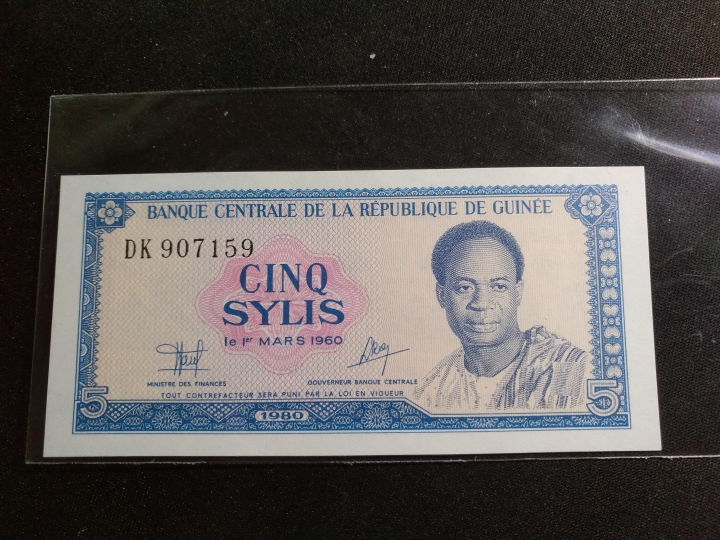 BANQUE CENTRALE DE LA RÉPUBLIQUE DE GUINÉE
DK 907159
CINQ
SYLIS
le 1er MARS 1960
MINISTRE DES FINANCES
GOUVERNEUR BANQUE CENTRALE
TOUT CONTREFACTEUR SERA PUNI PAR LA LOI EN VIGUEUR
5
1980
5